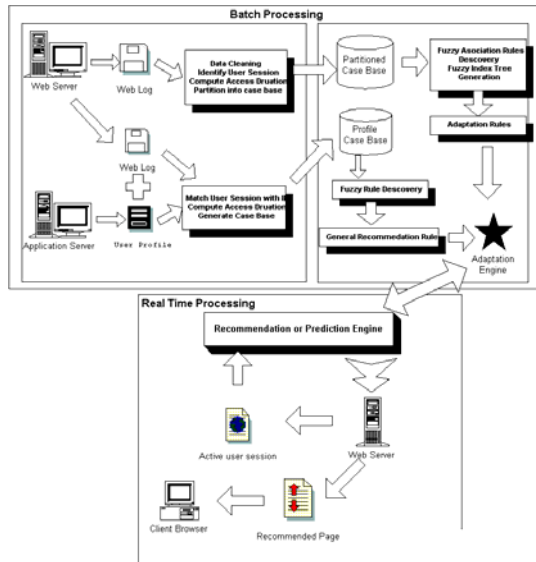 Batch Processing
Web Server
Web Log
Data Cleaning
Identify User Session
Compute Access Druation
Partition into case base
Partitioned
Case Base
Fuzzy Asociation Rules
Descovery
Fuzzy Index Tree
Generation
Adaptation Rules
Web Log
Profile
Case Base
Application Server
User Profile
Match User Session with it
Compute Access Druation
Generate Case Base
Fuzzy Rule Descovery
General Recommedation Rule
Adaptation
Engine
Real Time Processing
Recommendation or Prediction Engine
Active user session
Web Server
Client Browser
Recommended Page